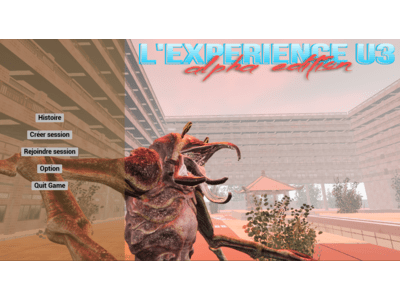 L'EXPERIENCE U3
alpha edition
Histoire
Créer session
Rejoindre session
Option
Quit Game